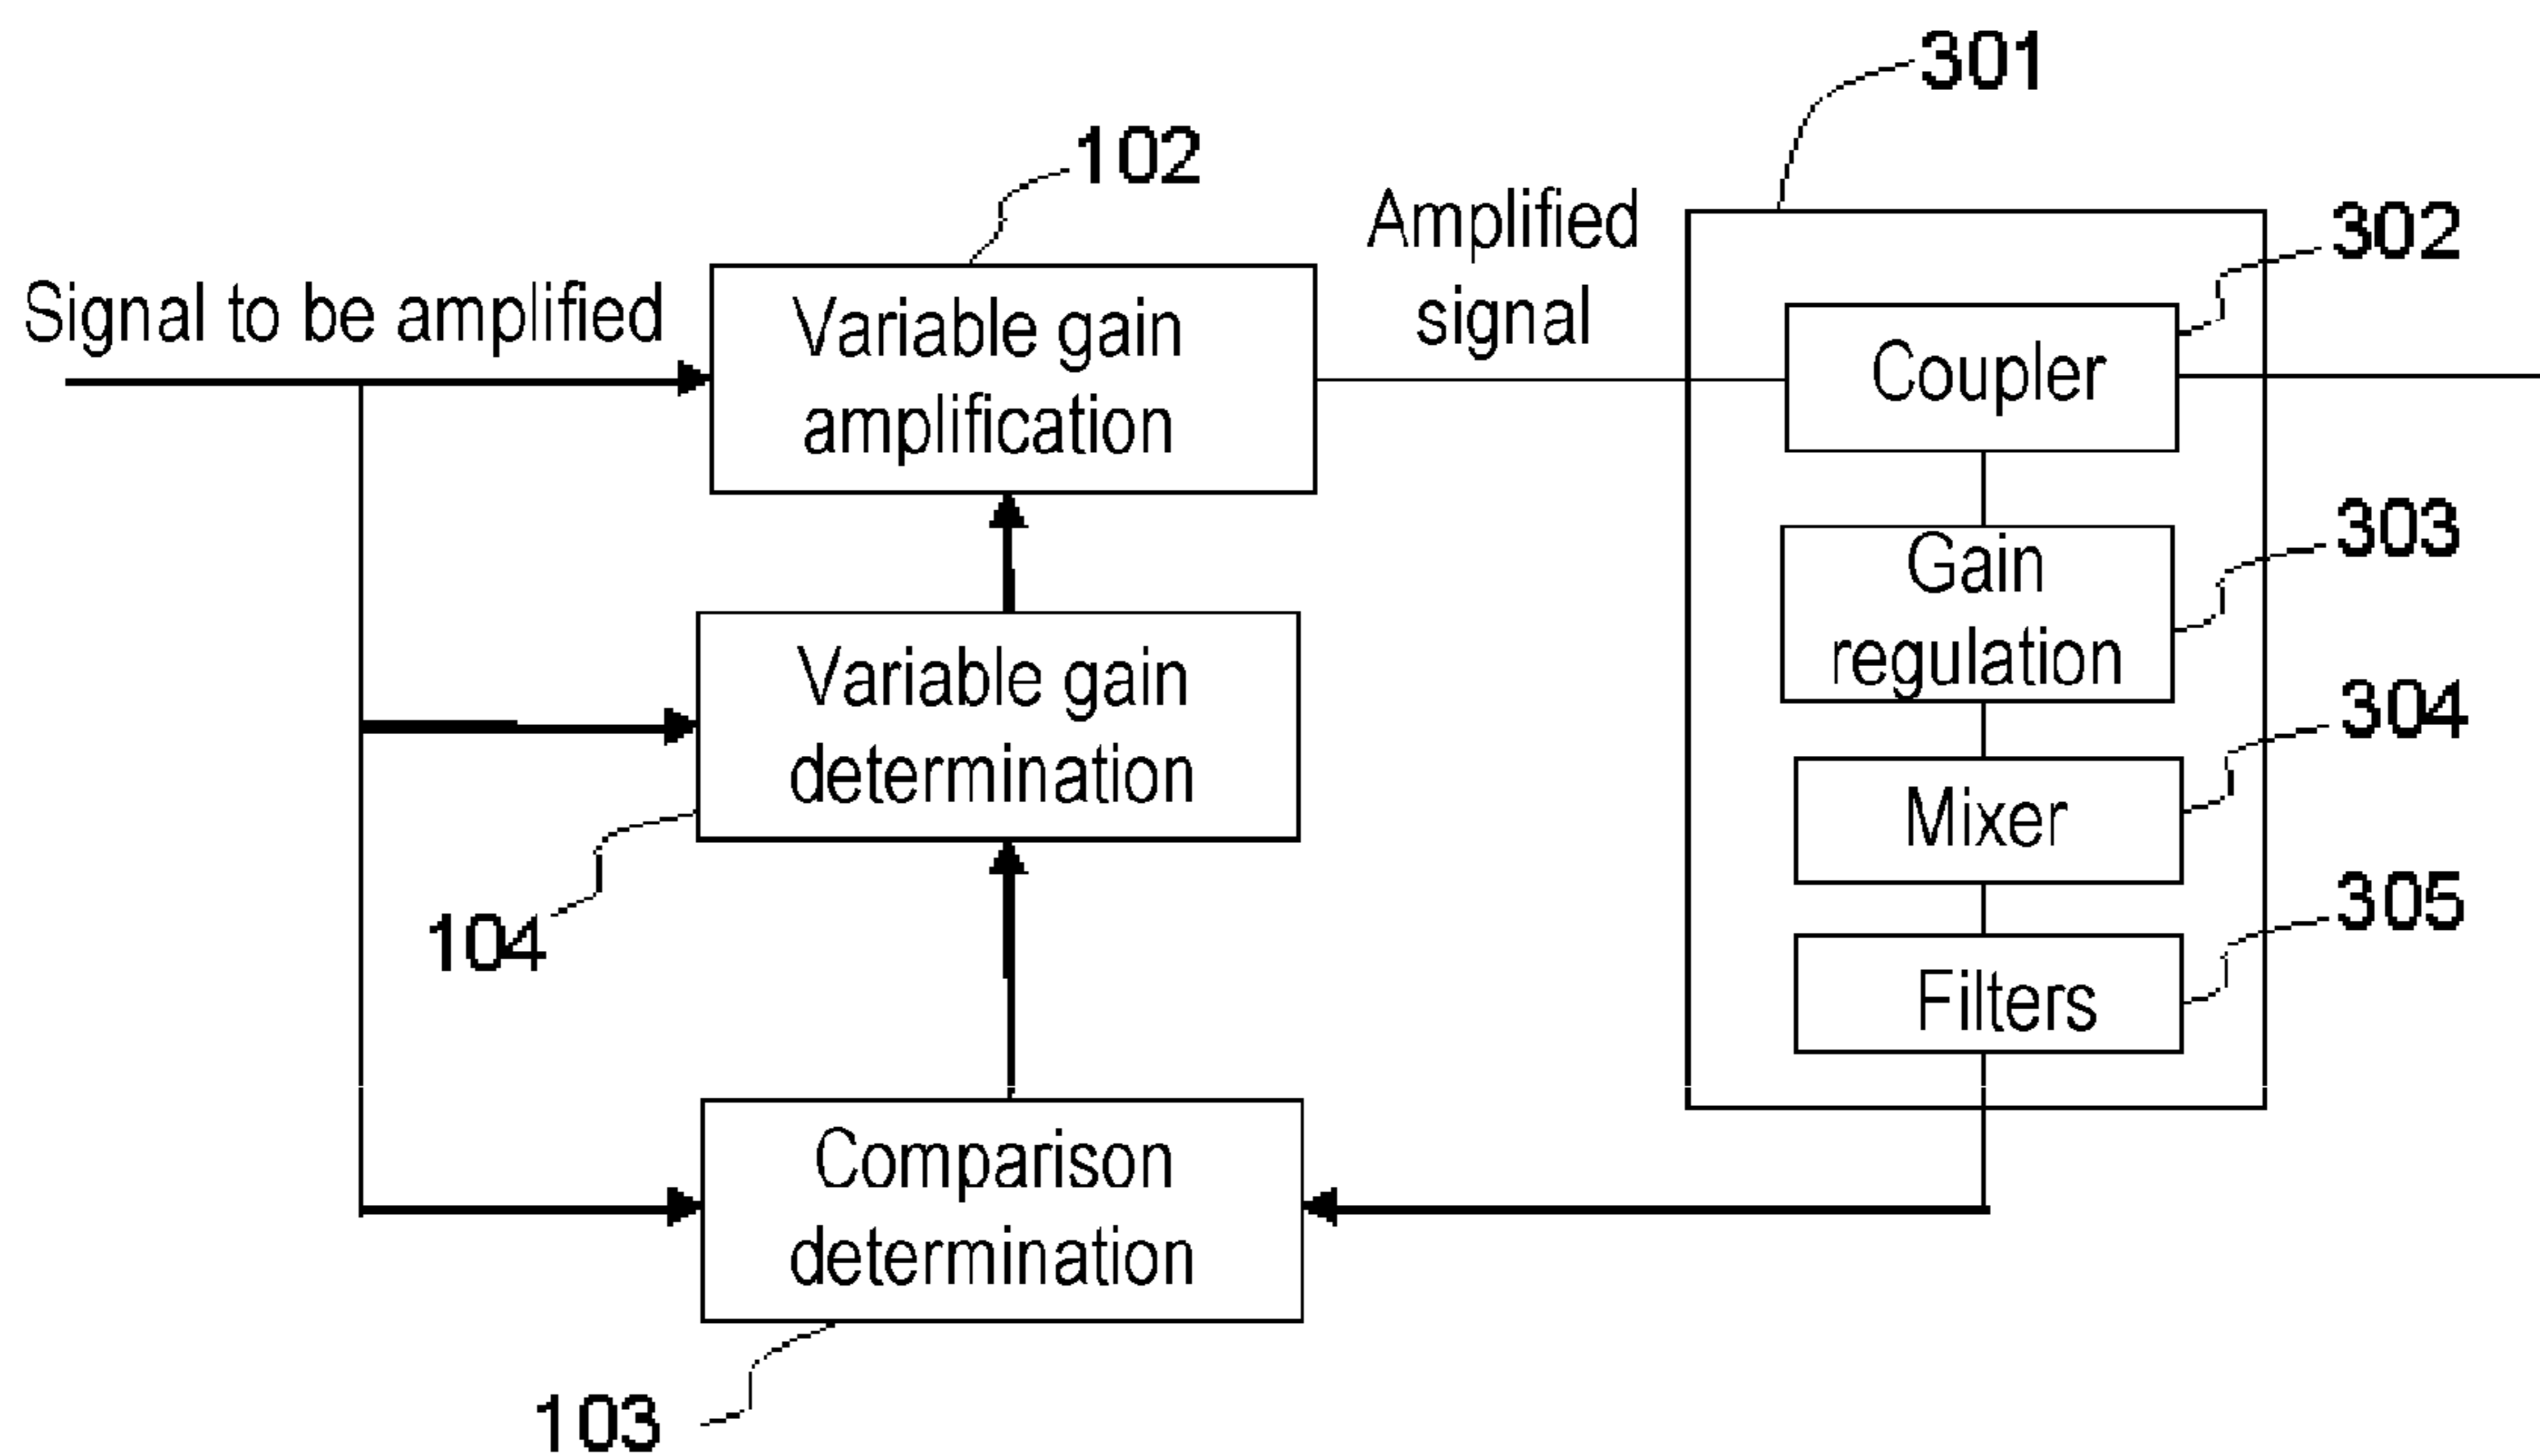 301
102
Amplified
signal
302
Signal to be amplified
Variable gain
amplification
Coupler
303
Gain
regulation
Variable gain
determination
304
Mixer
305
104
Filters
Comparison
determination
103